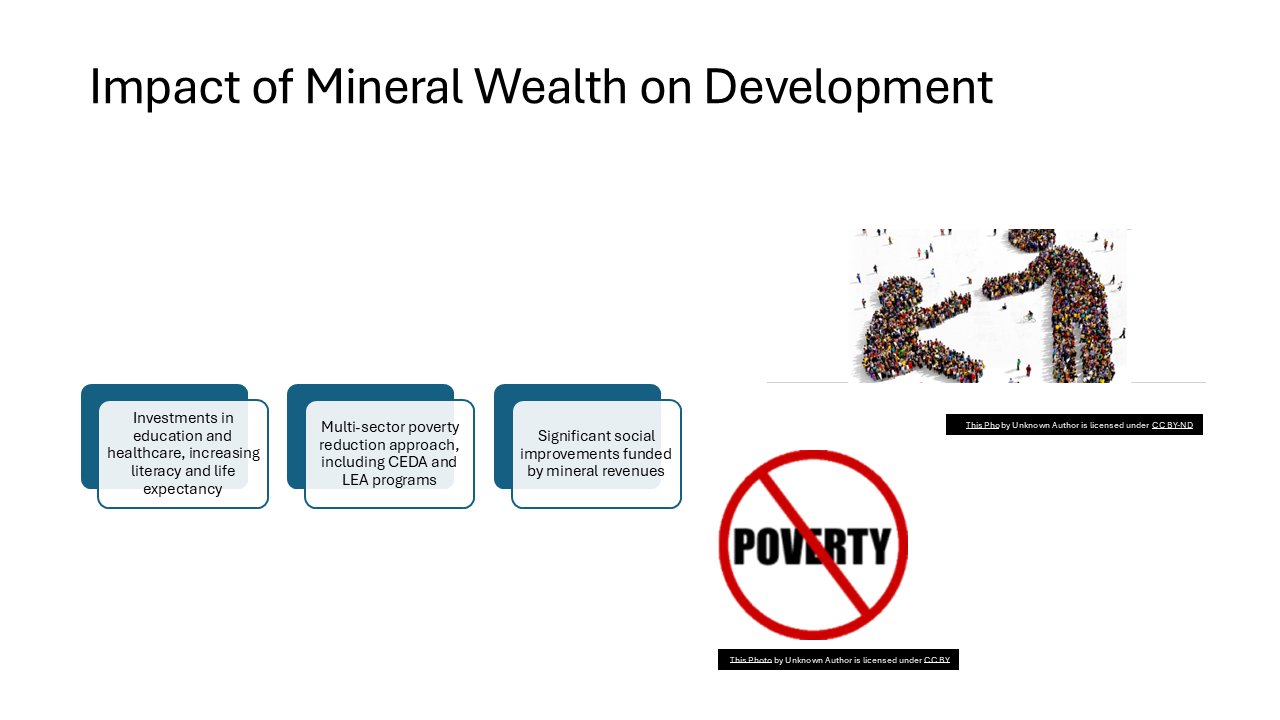 Impact of Mineral Wealth on Development
Investments in
education and
healthcare, increasing
literacy and life
expectancy
Multi-sector poverty
reduction approach,
including CEDA and
LEA programs
Significant social
improvements funded
by mineral revenues
This Pho by Unknown Author is licensed under CC BY-ND
POVERTY
This Photo by Unknown Author is licensed under CC BY